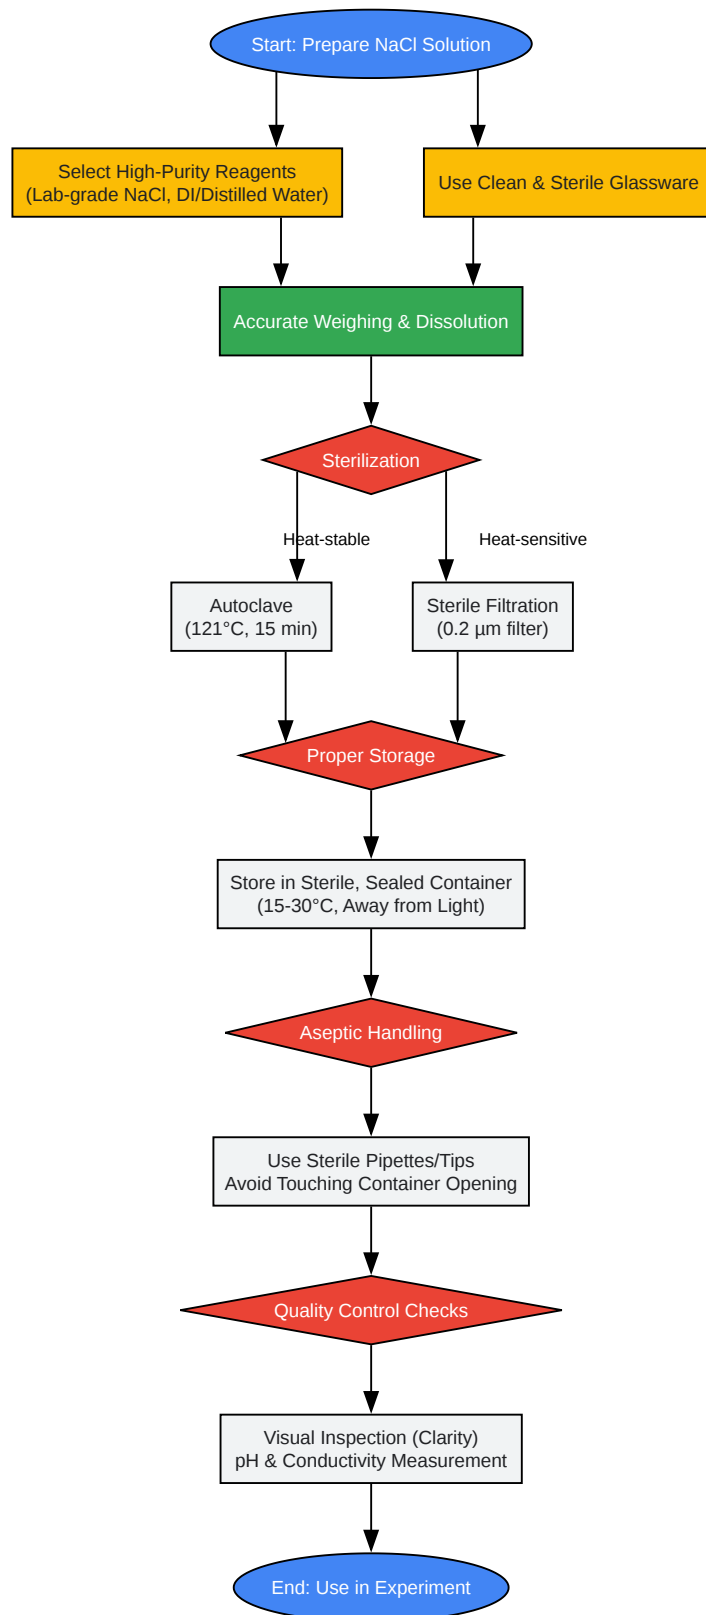 Start: Prepare NaCl Solution
Select High-Purity Reagents
(Lab-grade NaCl, DI/Distilled Water)
Use Clean & Sterile Glassware
Accurate Weighing & Dissolution
Sterilization
Heat-stable
Heat-sensitive
Autoclave
(121°C, 15 min)
Sterile Filtration
(0.2 µm filter)
Proper Storage
Store in Sterile, Sealed Container
(15-30°C, Away from Light)
Aseptic Handling
Use Sterile Pipettes/Tips
Avoid Touching Container Opening
Quality Control Checks
Visual Inspection (Clarity)
pH & Conductivity Measurement
End: Use in Experiment